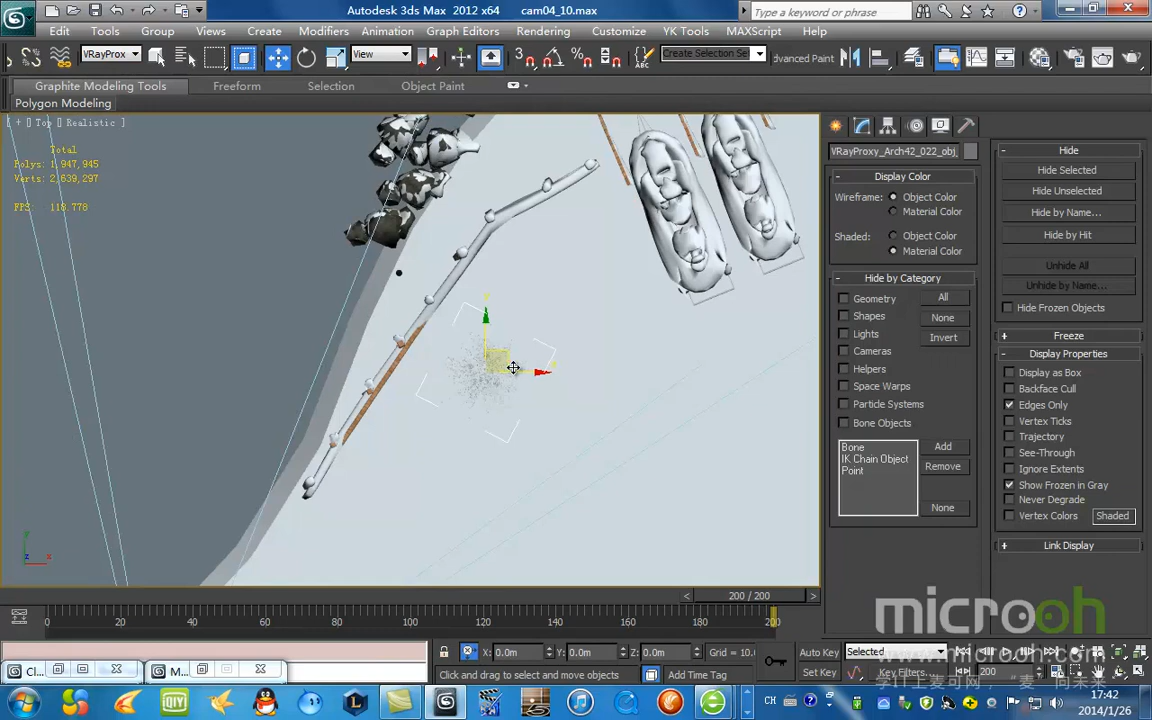 Autodesk 3ds Max 2012 x64 cam04_10.max
Type a keyword or phrase
Edit Tools Group Views Create Modifiers Animation Graph Editors Rendering Customize YK Tools MAXScript Help
VRayProx View Create Selection Se dvanced Paint
Graphite Modeling Tools Freeform Selection Object Paint
Polygon Modeling
[ + [] Top [] Realistic ]
Total
Polys: 1,947,945
Verts: 2,639,297
FPS: 118.778
VRayProxy_Arch42_022_obj_
Display Color
Wireframe: Object Color
Material Color
Shaded: Object Color
Material Color
Hide by Category
Geometry All
Shapes None
Lights Invert
Cameras
Helpers
Space Warps
Particle Systems
Bone Objects
Bone Add
IK Chain Object
Point Remove
None
Hide
Hide Selected
Hide Unselected
Hide by Name...
Hide by Hit
Unhide All
Unhide by Name...
Hide Frozen Objects
Freeze
Display Properties
Display as Box
Backface Cull
Edges Only
Vertex Ticks
Trajectory
See-Through
Ignore Extents
Show Frozen in Gray
Never Degrade
Vertex Colors Shaded
Link Display
200 / 200
0 20 40 60 80 100 120 140 160 180 200
X: 0.0m Y: 0.0m Z: 0.0m Grid = 10.0 Auto Key Selected
Click and drag to select and move objects Add Time Tag Set Key Key Filters... 200
Cl... M...
microoh
CH
17:42
2014/1/26